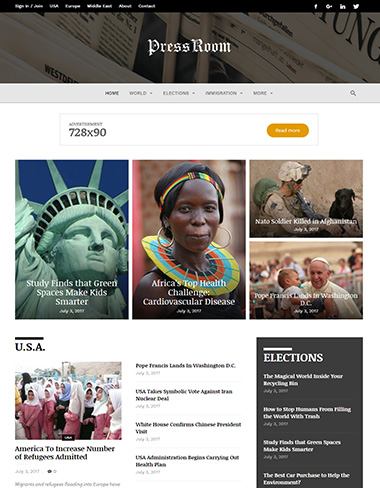 Sign in / Join USA Europe Middle East About Contact
WESTDEI
PressRoom
HOME WORLD ELECTIONS IMMIGRATION MORE
ADVERTISEMENT
728x90
Read more
Study Finds that Green
Spaces Make Kids
Smarter
July 3, 2017
Africa's Top Health
Challenge:
Cardiovascular Disease
July 3, 2017
Nato Soldier Killed in Afghanistan
July 3, 2017
Pope Francis Lands In Washington
D.C.
July 3, 2017
U.S.A.
USA
America To Increase Number
of Refugees Admitted
July 3, 2017 0
Migrants and refugees flooding into Europe have
Pope Francis Lands In Washington D.C.
July 3, 2017
USA Takes Symbolic Vote Against Iran
Nuclear Deal
July 3, 2017
White House Confirms Chinese President
Visit
July 3, 2017
USA Administration Begins Carrying Out
Health Plan
July 3, 2017
ELECTIONS
The Magical World Inside Your
Recycling Bin
July 3, 2017
How to Stop Humans From Filling
the World With Trash
July 3, 2017
Study Finds that Green Spaces
Make Kids Smarter
July 3, 2017
The Best Car Purchase to Help the
Environment?
July 3, 2017